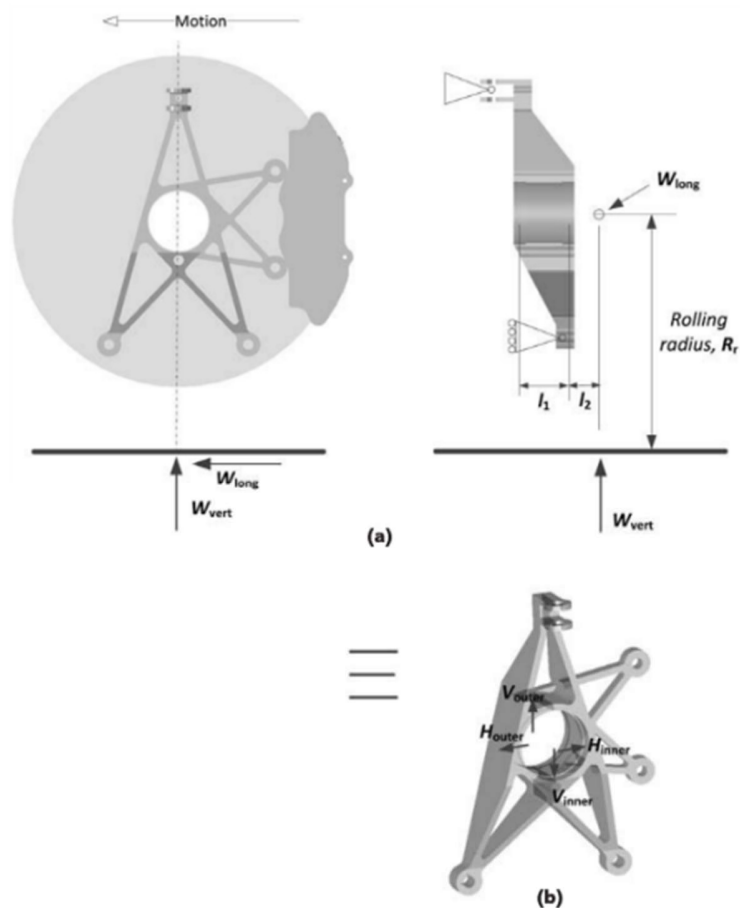 Motion
W_long
Rolling
radius, R_r
l_1
l_2
W_long
W_vert
W_vert
(a)
V_outer
H_outer
H_inner
V_inner
(b)